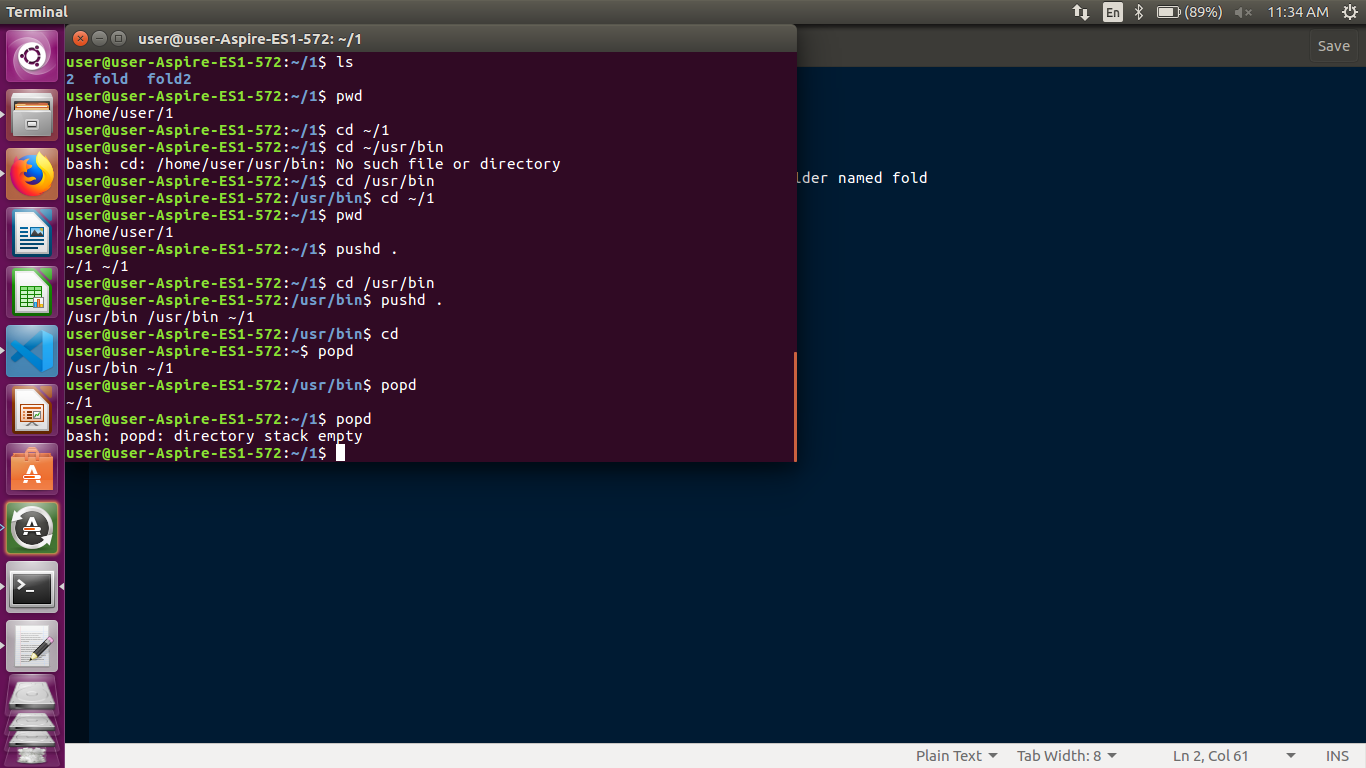 Terminal
En
(89%)
11:34 AM
user@user-Aspire-ES1-572: ~/1
Save
user@user-Aspire-ES1-572:~/1$ ls
2  fold  fold2
user@user-Aspire-ES1-572:~/1$ pwd
/home/user/1
user@user-Aspire-ES1-572:~/1$ cd ~/1
user@user-Aspire-ES1-572:~/1$ cd ~/usr/bin
bash: cd: /home/user/usr/bin: No such file or directory
user@user-Aspire-ES1-572:~/1$ cd /usr/bin
lder named fold
user@user-Aspire-ES1-572:/usr/bin$ cd ~/1
user@user-Aspire-ES1-572:~/1$ pwd
/home/user/1
user@user-Aspire-ES1-572:~/1$ pushd .
~/1 ~/1
user@user-Aspire-ES1-572:~/1$ cd /usr/bin
user@user-Aspire-ES1-572:/usr/bin$ pushd .
/usr/bin /usr/bin ~/1
user@user-Aspire-ES1-572:/usr/bin$ cd
user@user-Aspire-ES1-572:~$ popd
/usr/bin ~/1
user@user-Aspire-ES1-572:/usr/bin$ popd
~/1
user@user-Aspire-ES1-572:~/1$ popd
bash: popd: directory stack empty
user@user-Aspire-ES1-572:~/1$
Plain Text
Tab Width: 8
Ln 2, Col 61
INS